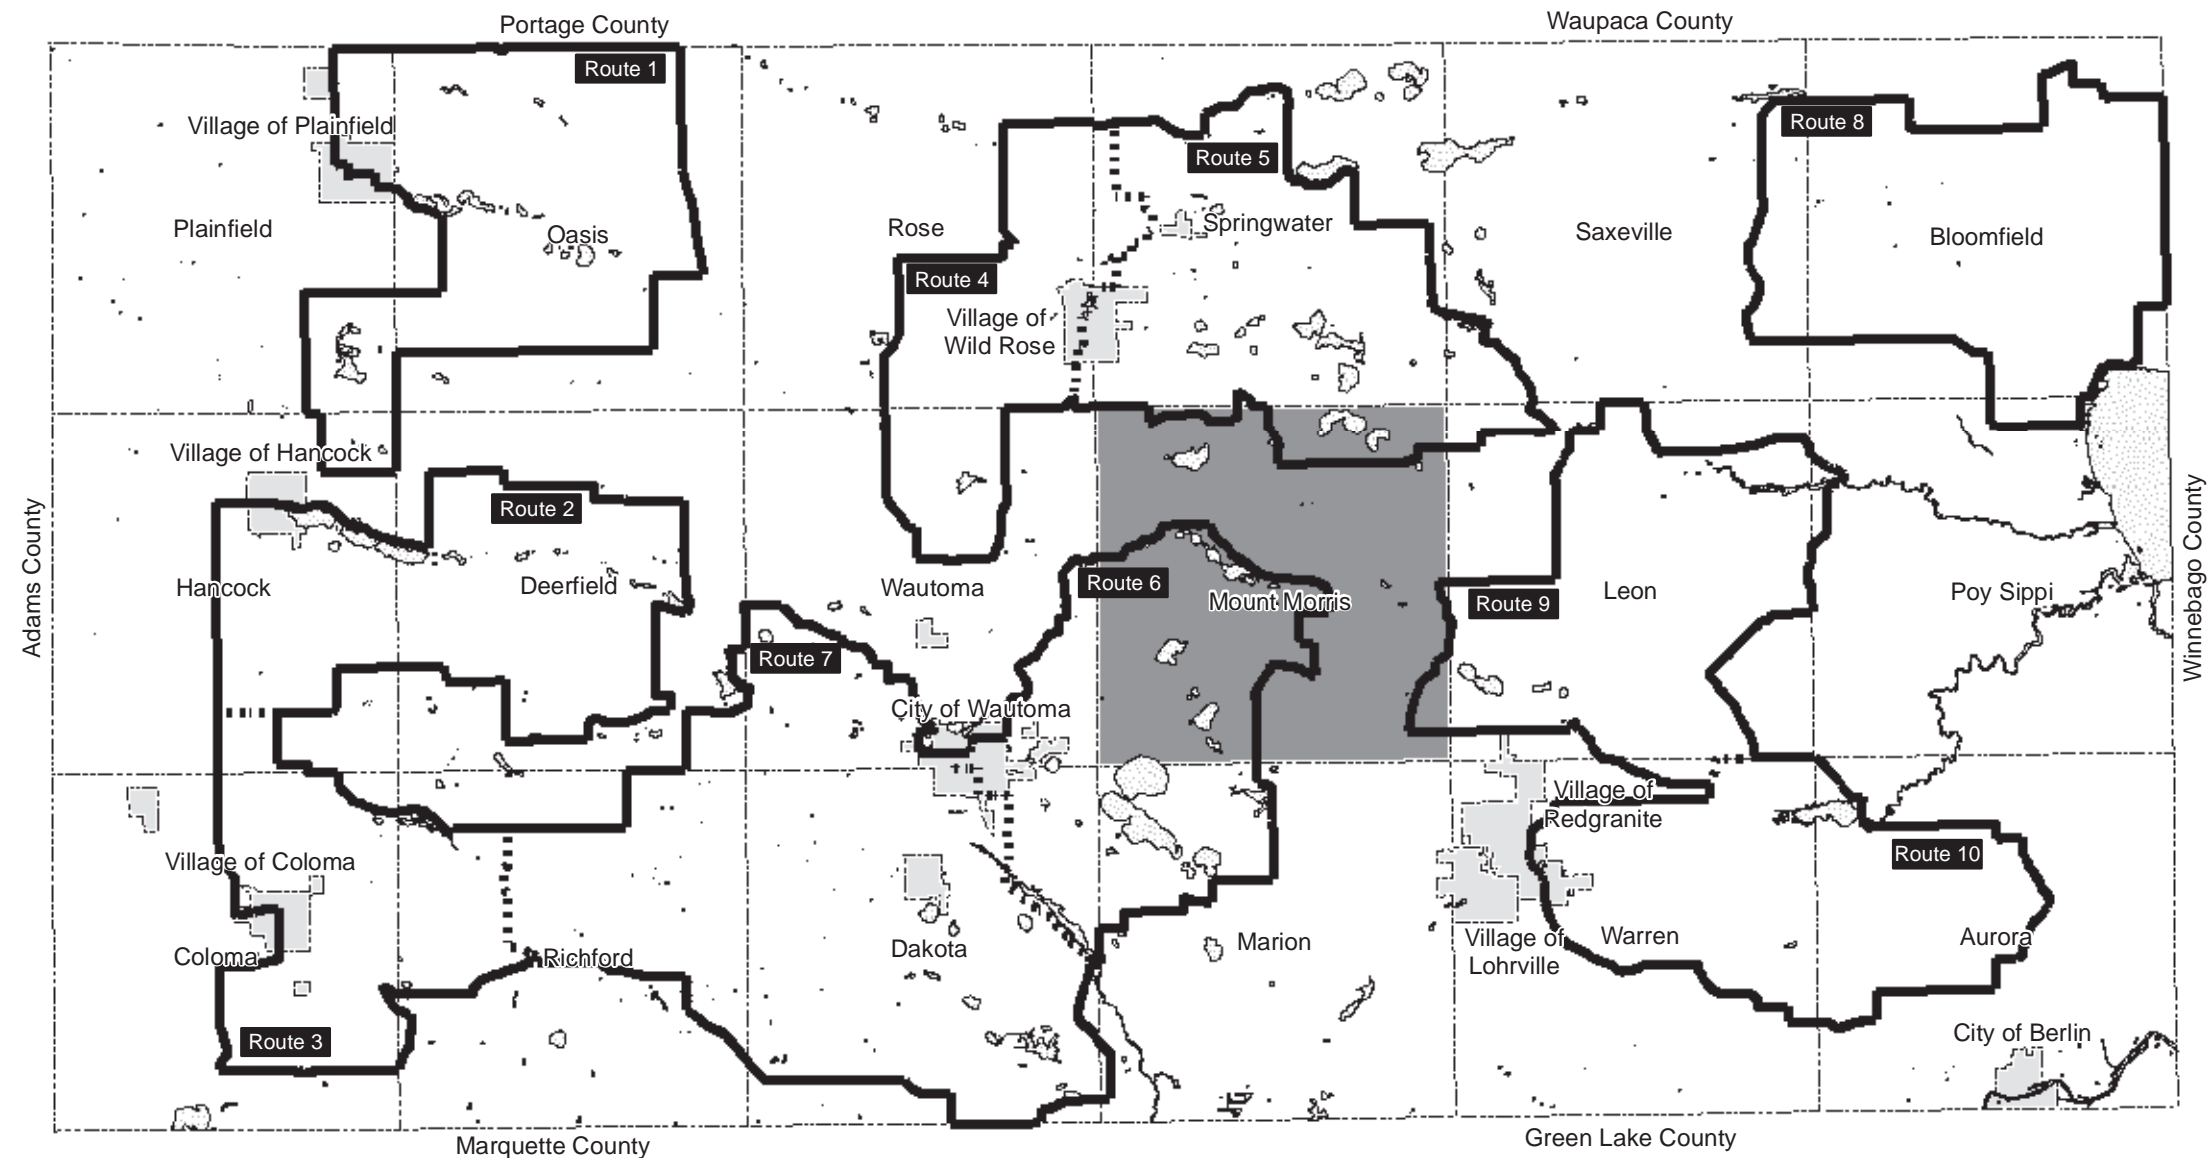 Portage County
Waupaca County
Route 1
Village of Plainfield
Route 8
Route 5
Plainfield
Oasis
Rose
Springwater
Saxeville
Bloomfield
Route 4
Village of
Wild Rose
Village of Hancock
Route 2
Adams County
Winnebago County
Hancock
Deerfield
Wautoma
Route 6
Mount Morris
Route 9
Leon
Poy Sippi
Route 7
City of Wautoma
Village of
Redgranite
Village of Coloma
Route 10
Coloma
Richford
Dakota
Marion
Village of
Lohrville
Warren
Aurora
Route 3
City of Berlin
Marquette County
Green Lake County